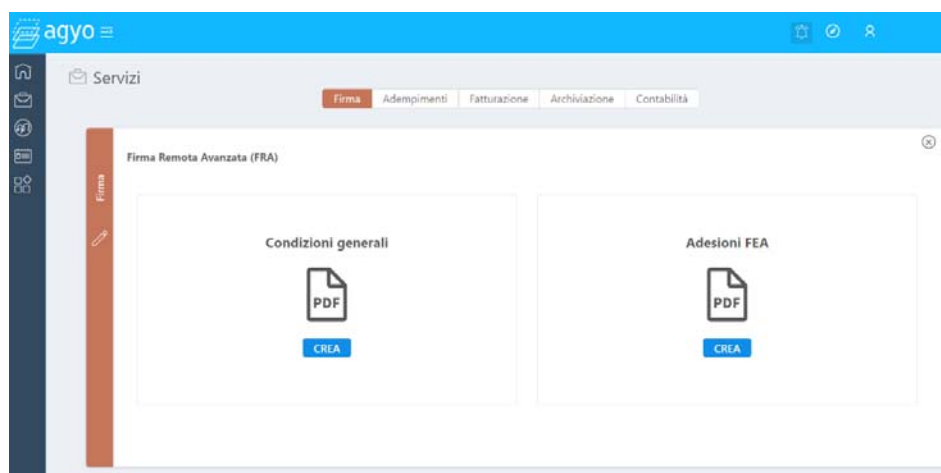 agyo
Servizi
Firma Adempimenti Fatturazione Archiviazione Contabilità
Firma
Firma Remota Avanzata (FRA)
Condizioni generali
PDF
CREA
Adesioni FEA
PDF
CREA